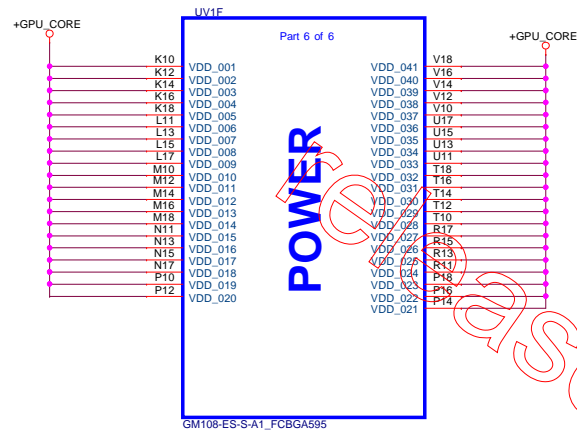 UV1F
+GPU_CORE
Part 6 of 6
+GPU_CORE
K10 VDD_001
K12 VDD_002
K14 VDD_003
K16 VDD_004
K18 VDD_005
L11 VDD_006
L13 VDD_007
L15 VDD_008
L17 VDD_009
M10 VDD_010
M12 VDD_011
M14 VDD_012
M16 VDD_013
M18 VDD_014
N11 VDD_015
N13 VDD_016
N15 VDD_017
N17 VDD_018
P10 VDD_019
P12 VDD_020
POWER
VDD_041 V18
VDD_040 V16
VDD_039 V14
VDD_038 V12
VDD_037 V10
VDD_036 U17
VDD_035 U15
VDD_034 U13
VDD_033 U11
VDD_032 T18
VDD_031 T16
VDD_030 T14
VDD_029 T12
VDD_028 T10
VDD_027 R17
VDD_026 R15
VDD_025 R13
VDD_024 R11
VDD_023 P18
VDD_022 P16
VDD_021 P14
GM108-ES-S-A1_FCBGA595